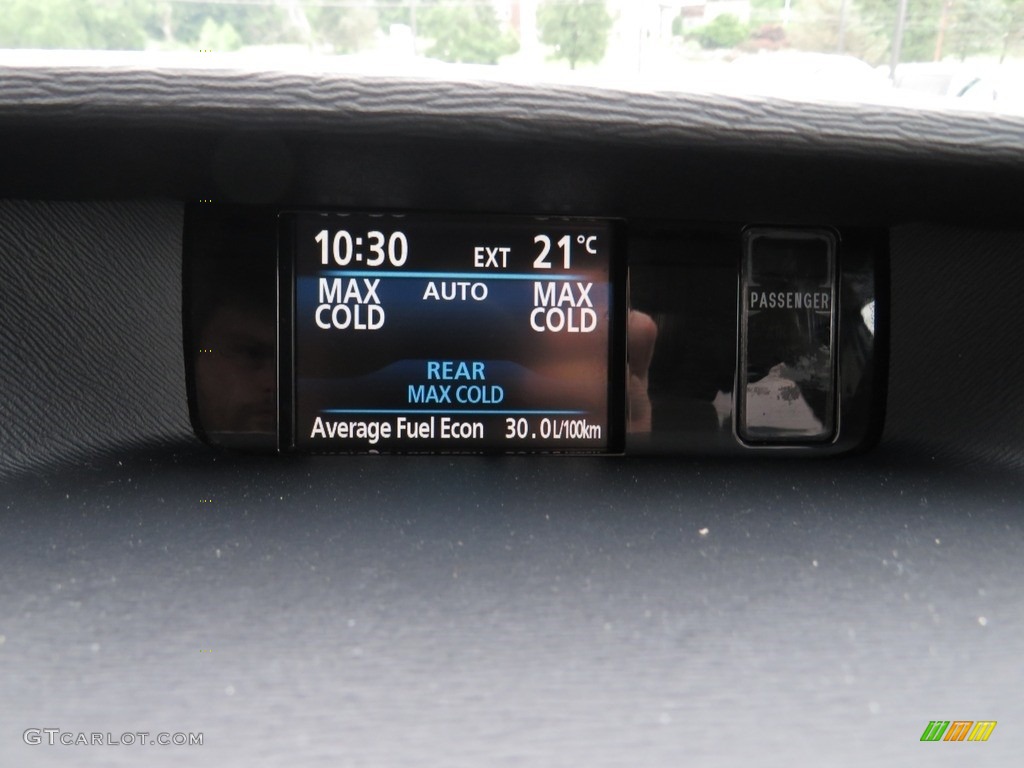 10:30 EXT 21°C
MAX COLD AUTO MAX COLD
REAR
MAX COLD
Average Fuel Econ 30.0L/100km
PASSENGER
GTCARLOT.COM